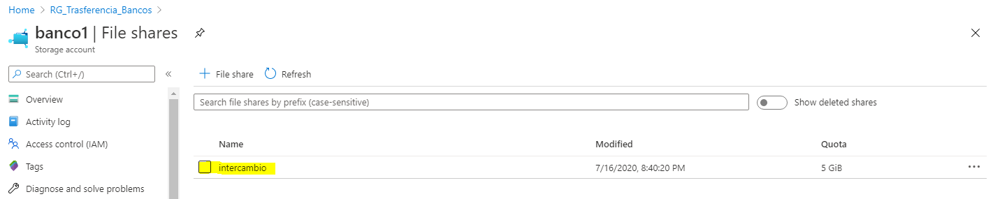 Home > RG_Trasferencia_Bancos >
banco1 | File shares
Storage account
Search (Ctrl+/)
«
Overview
Activity log
Access control (IAM)
Tags
Diagnose and solve problems
File share Refresh
Search file shares by prefix (case-sensitive) Show deleted shares
Name Modified Quota
intercambio 7/16/2020, 8:40:20 PM 5 GiB ...